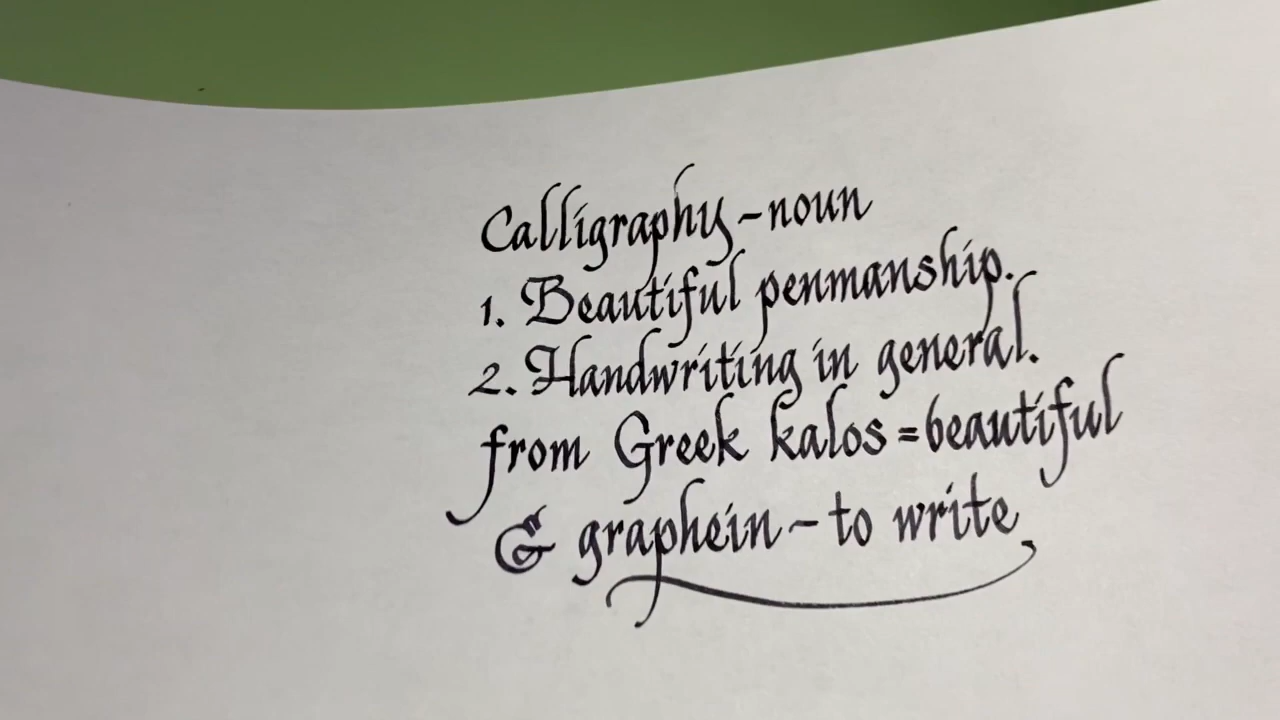 Calligraphy – noun
1. Beautiful penmanship.
2. Handwriting in general.
from Greek kalos = beautiful
& graphein – to write